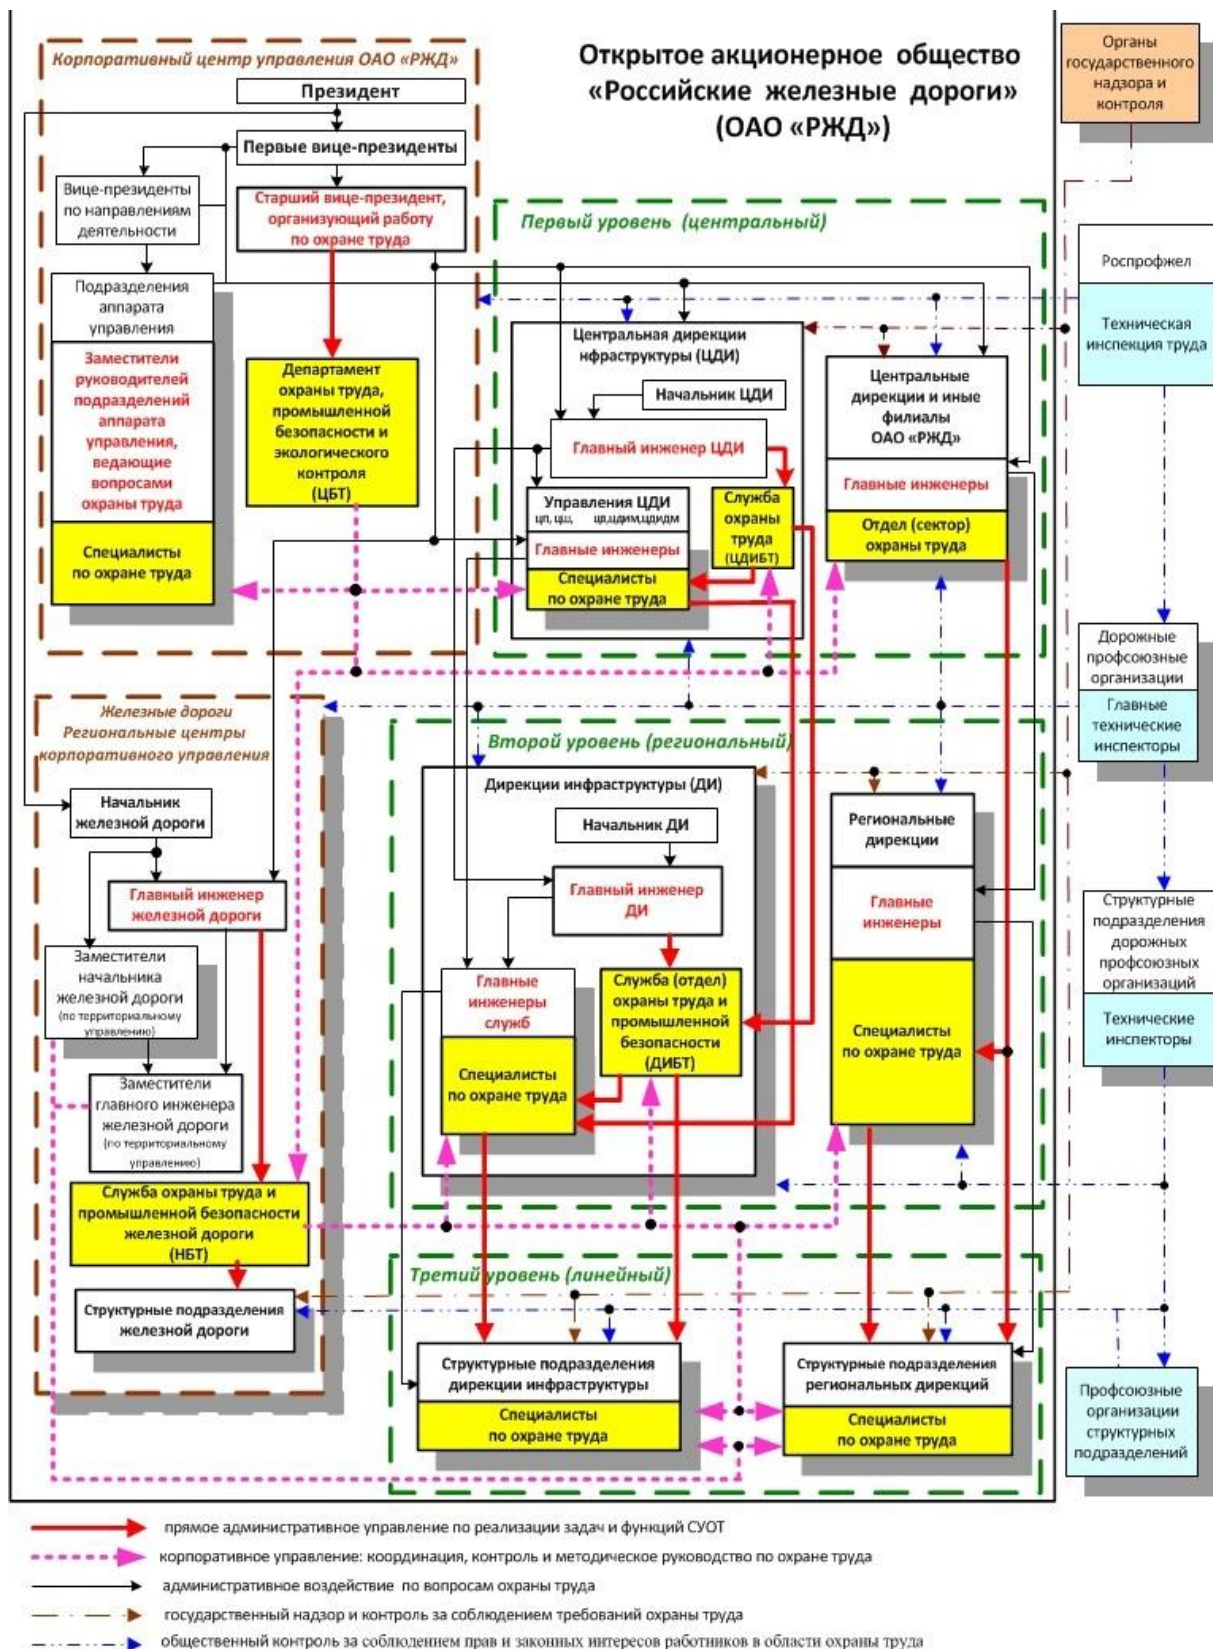 Открытое акционерное общество
«Российские железные дороги»
(ОАО «РЖД»)
Корпоративный центр управления ОАО «РЖД»
Президент
Первые вице-президенты
Вице-президенты
по направлениям
деятельности
Старший вице-президент,
организующий работу
по охране труда
Подразделения
аппарата
управления
Заместители
руководителей
подразделений
аппарата
управления,
ведающие
вопросами
охраны труда
Специалисты
по охране труда
Департамент
охраны труда,
промышленной
безопасности и
экологического
контроля
(ЦБТ)
Первый уровень (центральный)
Центральная дирекции
нфраструктуры (ЦДИ)
Начальник ЦДИ
Главный инженер ЦДИ
Управления ЦДИ
ЦП, ЦШ, ЦВ,ЦДИМ,ЦДИДМ
Главные инженеры
Специалисты
по охране труда
Служба
охраны
труда
(ЦДИБТ)
Центральные
дирекции и иные
филиалы
ОАО «РЖД»
Главные инженеры
Отдел (сектор)
охраны труда
Органы
государственного
надзора и
контроля
Роспрофжел
Техническая
инспекция труда
Дорожные
профсоюзные
организации
Главные
технические
инспекторы
Структурные
подразделения
дорожных
профсоюзных
организаций
Технические
инспекторы
Профсоюзные
организации
структурных
подразделений
Железные дороги
Региональные центры
корпоративного управления
Начальник
железной дороги
Главный инженер
железной дороги
Заместители
начальника
железной дороги
(по территориальному
управлению)
Заместители
главного инженера
железной дороги
(по территориальному
управлению)
Служба охраны труда и
промышленной безопасности
железной дороги
(НБТ)
Структурные подразделения
железной дороги
Второй уровень (региональный)
Дирекции инфраструктуры (ДИ)
Начальник ДИ
Главный инженер
ДИ
Главные
инженеры
служб
Специалисты
по охране труда
Служба (отдел)
охраны труда и
промышленной
безопасности
(ДИБТ)
Региональные
дирекции
Главные
инженеры
Специалисты
по охране труда
Третий уровень (линейный)
Структурные подразделения
дирекции инфраструктуры
Специалисты
по охране труда
Структурные подразделения
региональных дирекций
Специалисты
по охране труда
прямое административное управление по реализации задач и функций СУОТ
корпоративное управление: координация, контроль и методическое руководство по охране труда
административное воздействие по вопросам охраны труда
государственный надзор и контроль за соблюдением требований охраны труда
общественный контроль за соблюдением прав и законных интересов работников в области охраны труда